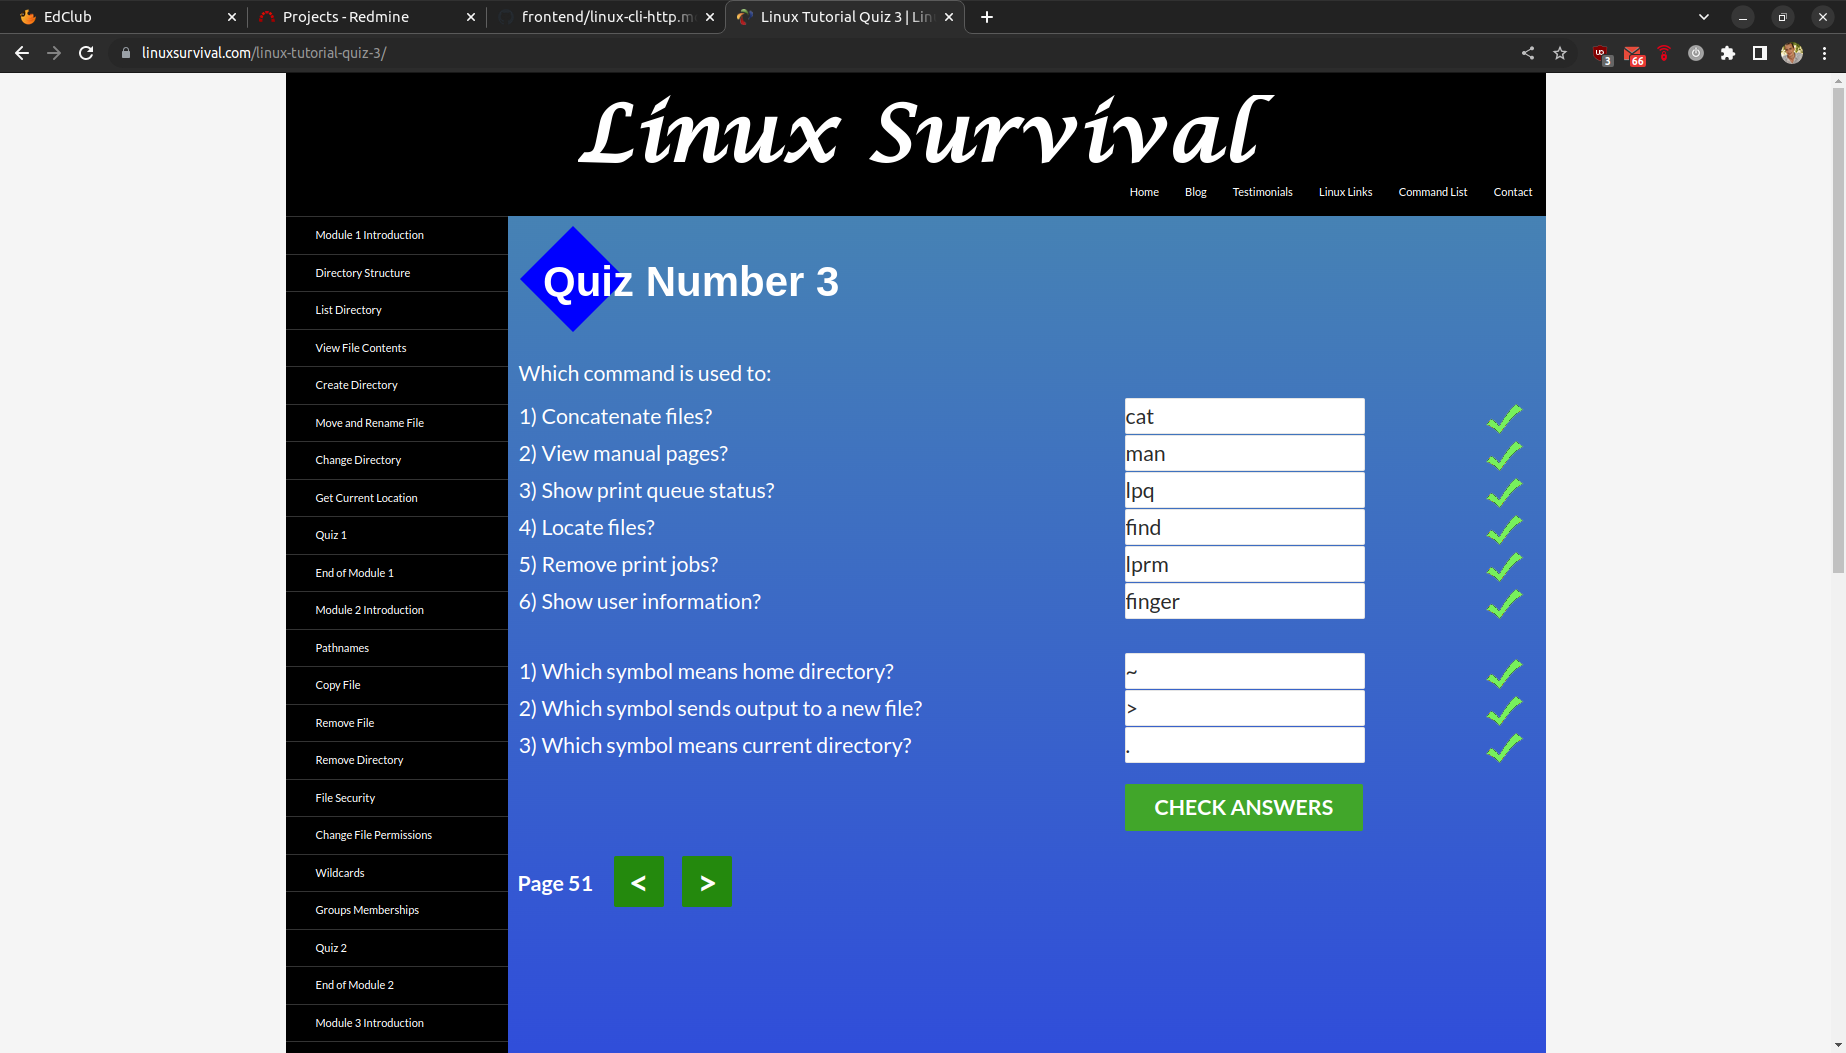 EdClub
Projects - Redmine
frontend/linux-cli-http.m
Linux Tutorial Quiz 3 | Lin
linuxsurvival.com/linux-tutorial-quiz-3/
3
66
Linux Survival
Home Blog Testimonials Linux Links Command List Contact
Module 1 Introduction
Directory Structure
List Directory
View File Contents
Create Directory
Move and Rename File
Change Directory
Get Current Location
Quiz 1
End of Module 1
Module 2 Introduction
Pathnames
Copy File
Remove File
Remove Directory
File Security
Change File Permissions
Wildcards
Groups Memberships
Quiz 2
End of Module 2
Module 3 Introduction
Quiz Number 3
Which command is used to:
1) Concatenate files? cat
2) View manual pages? man
3) Show print queue status? lpq
4) Locate files? find
5) Remove print jobs? lprm
6) Show user information? finger
1) Which symbol means home directory? ~
2) Which symbol sends output to a new file? >
3) Which symbol means current directory? .
CHECK ANSWERS
Page 51 < >